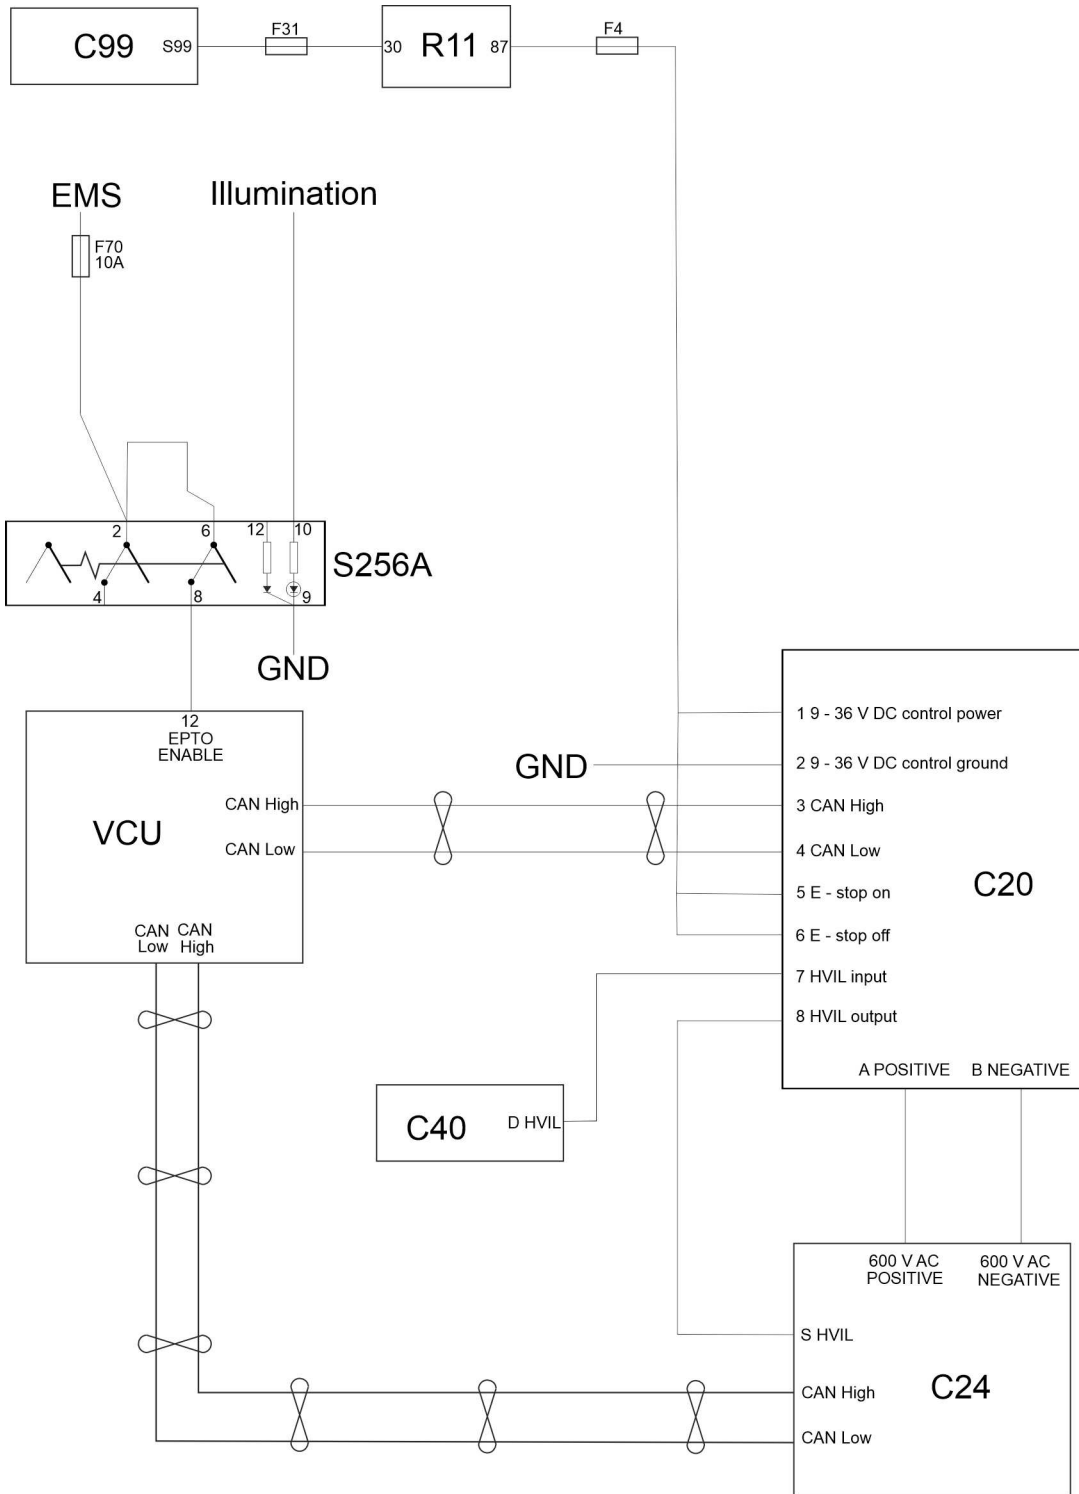 C99
S99
F31
30
R11
87
F4
EMS
Illumination
F70
10A
2
6
12
10
S256A
4
8
9
GND
12
EPTO
ENABLE
CAN High
VCU
CAN Low
CAN
Low
CAN
High
GND
1 9 - 36 V DC control power
2 9 - 36 V DC control ground
3 CAN High
4 CAN Low
C20
5 E - stop on
6 E - stop off
7 HVIL input
8 HVIL output
A POSITIVE
B NEGATIVE
C40
D HVIL
600 V AC
POSITIVE
600 V AC
NEGATIVE
S HVIL
C24
CAN High
CAN Low